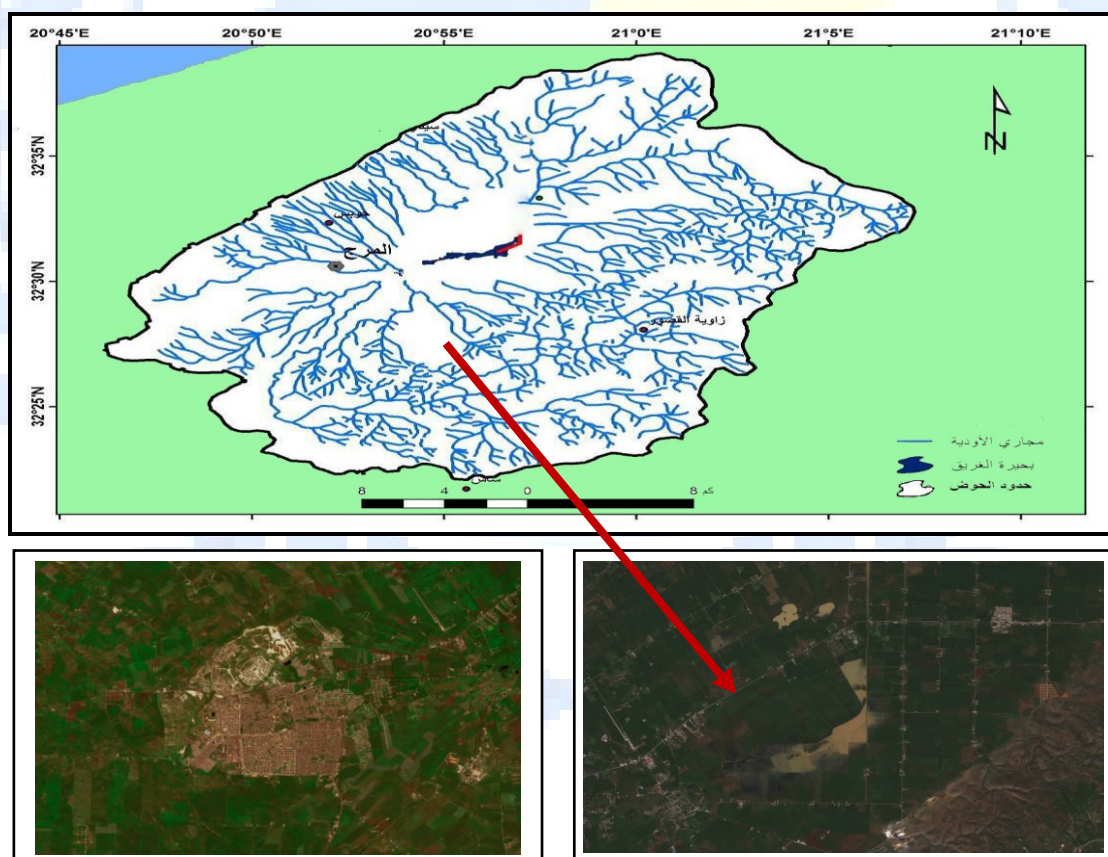 20°45'E 20°50'E 20°55'E 21°0'E 21°5'E 21°10'E
32°35'N
32°30'N
32°25'N
N
المرج
زاوية القصور
مجاري الأودية
بحيرة الغريق
حدود الحوض
8 4 0 8 كم